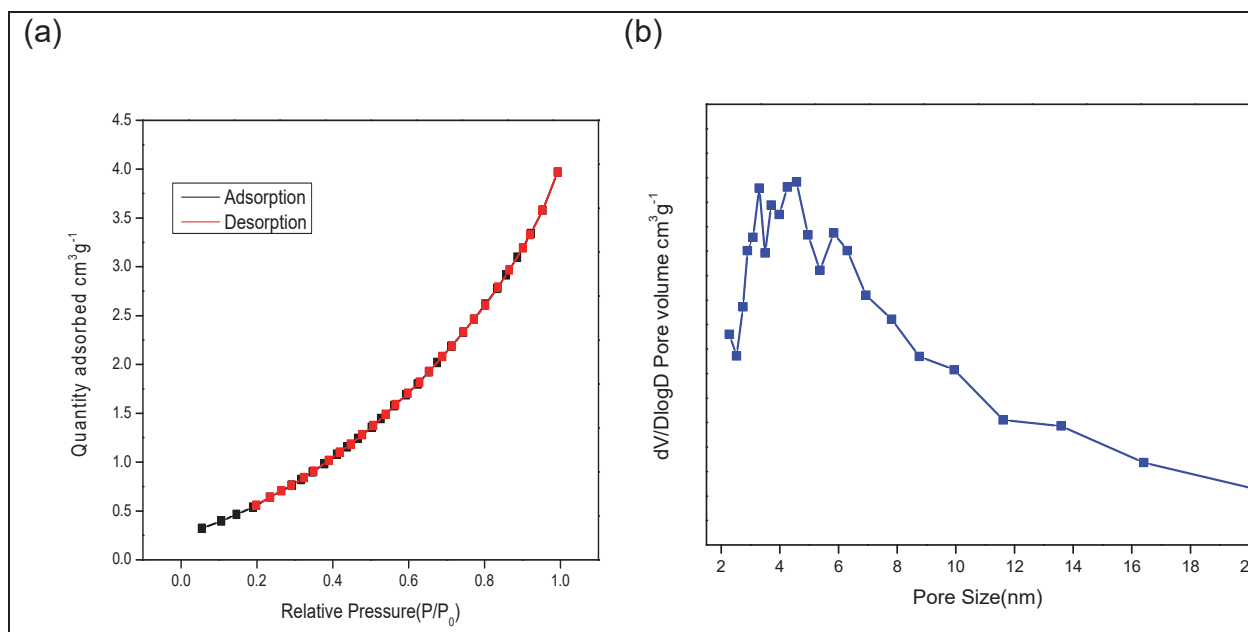 (a)
(b)
4.5
4.0
3.5
3.0
2.5
2.0
1.5
1.0
0.5
0.0
Quantity adsorbed cm³g⁻¹
Adsorption
Desorption
0.0 0.2 0.4 0.6 0.8 1.0
Relative Pressure(P/P₀)
dV/DlogD Pore volume cm³g⁻¹
2 4 6 8 10 12 14 16 18 20
Pore Size(nm)